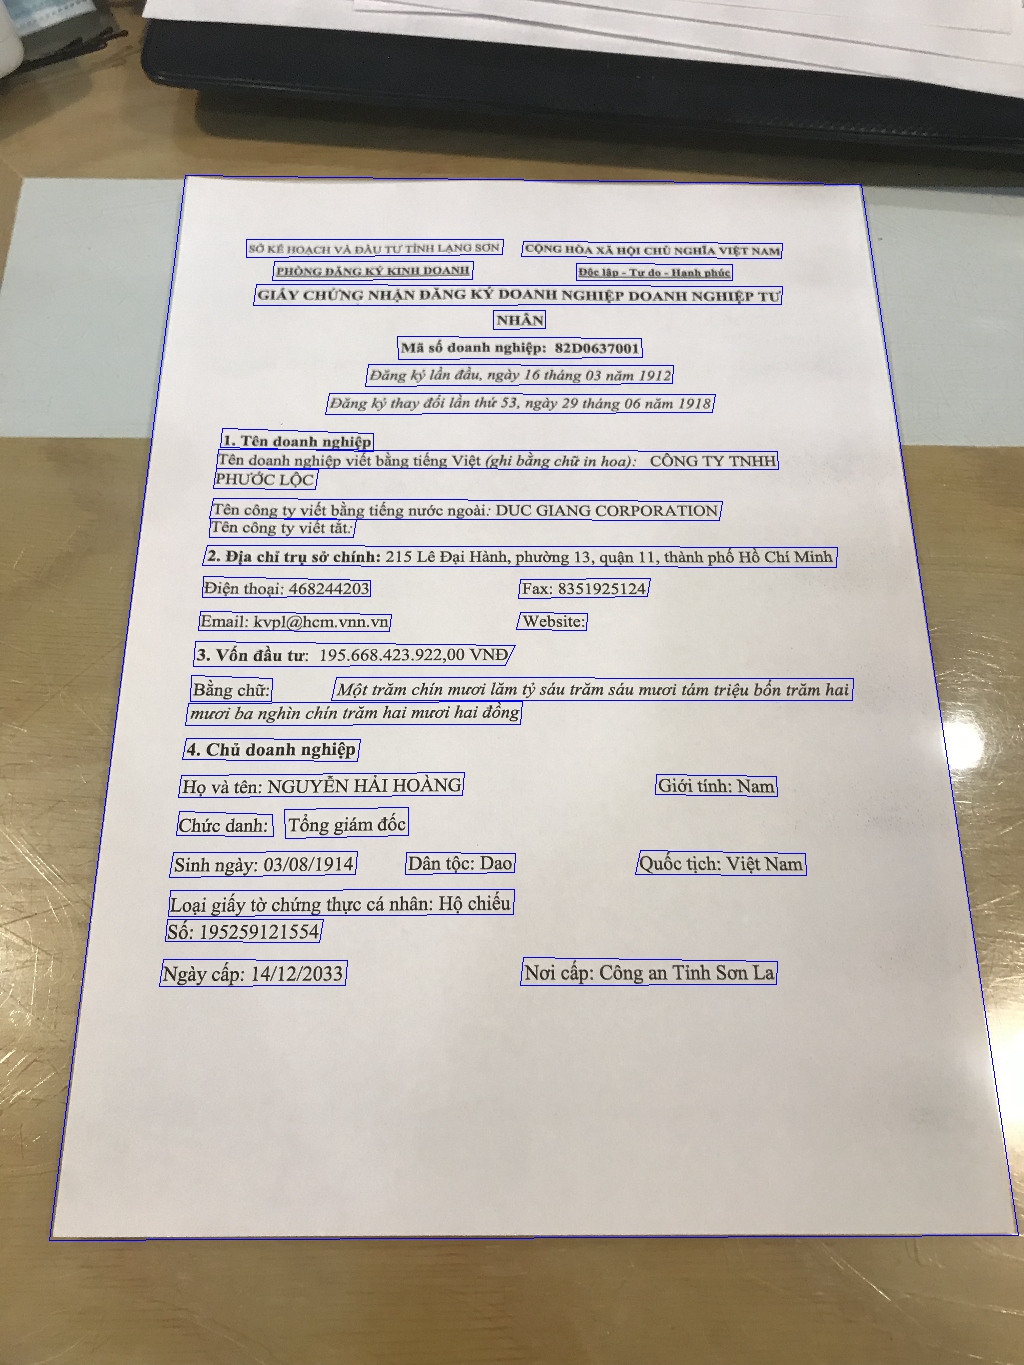 SỞ KẾ HOẠCH VÀ ĐẦU TƯ TỈNH LẠNG SƠN
CỘNG HÒA XÃ HỘI CHỦ NGHĨA VIỆT NAM
PHÒNG ĐĂNG KÝ KINH DOANH
Độc lập - Tự do - Hạnh phúc
GIẤY CHỨNG NHẬN ĐĂNG KÝ DOANH NGHIỆP DOANH NGHIỆP TƯ
NHÂN
Mã số doanh nghiệp: 82D0637001
Đăng ký lần đầu, ngày 16 tháng 03 năm 1912
Đăng ký thay đổi lần thứ 53, ngày 29 tháng 06 năm 1918
1. Tên doanh nghiệp
Tên doanh nghiệp viết bằng tiếng Việt (ghi bằng chữ in hoa): CÔNG TY TNHH
PHƯỚC LỘC
Tên công ty viết bằng tiếng nước ngoài: DUC GIANG CORPORATION
Tên công ty viết tắt:
2. Địa chỉ trụ sở chính: 215 Lê Đại Hành, phường 13, quận 11, thành phố Hồ Chí Minh
Điện thoại: 468244203
Fax: 8351925124
Email: kvpl@hcm.vnn.vn
Website:
3. Vốn đầu tư: 195.668.423.922,00 VNĐ
Bằng chữ: Một trăm chín mươi lăm tỷ sáu trăm sáu mươi tám triệu bốn trăm hai
mươi ba nghìn chín trăm hai mươi hai đồng
4. Chủ doanh nghiệp
Họ và tên: NGUYỄN HẢI HOÀNG
Giới tính: Nam
Chức danh: Tổng giám đốc
Sinh ngày: 03/08/1914
Dân tộc: Dao
Quốc tịch: Việt Nam
Loại giấy tờ chứng thực cá nhân: Hộ chiếu
Số: 195259121554
Ngày cấp: 14/12/2033
Nơi cấp: Công an Tỉnh Sơn La